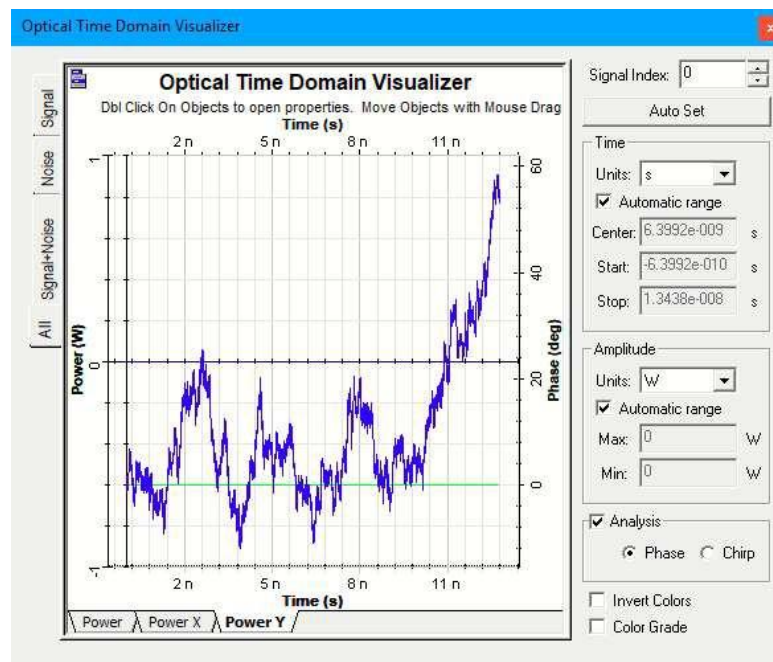 Optical Time Domain Visualizer
Signal
Noise
Signal+Noise
All
Optical Time Domain Visualizer
Dbl Click On Objects to open properties. Move Objects with Mouse Drag
Time (s)
2 n 5 n 8 n 11 n
1
0
-1
Power (W)
60
40
20
0
Phase (deg)
2 n 5 n 8 n 11 n
Time (s)
Power Power X Power Y
Signal Index: 0
Auto Set
Time
Units: s
Automatic range
Center: 6.3992e-009 s
Start: -6.3992e-010 s
Stop: 1.3438e-008 s
Amplitude
Units: W
Automatic range
Max: 0 W
Min: 0 W
Analysis
Phase Chirp
Invert Colors
Color Grade